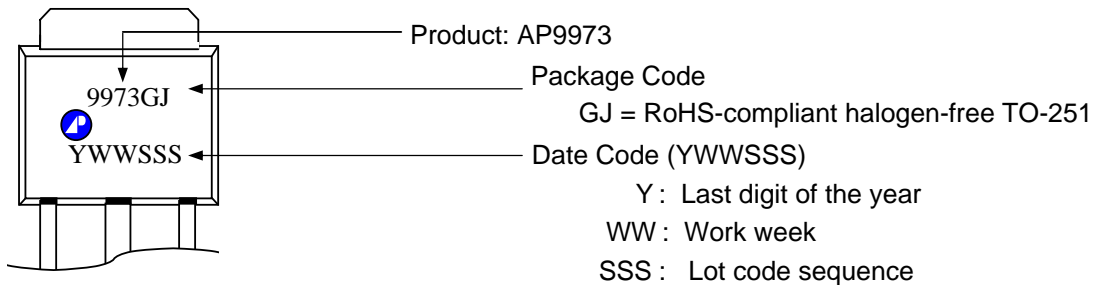 Product: AP9973
Package Code
9973GJ
GJ = RoHS-compliant halogen-free TO-251
YWWSSS
Date Code (YWWSSS)
Y : Last digit of the year
WW : Work week
SSS : Lot code sequence